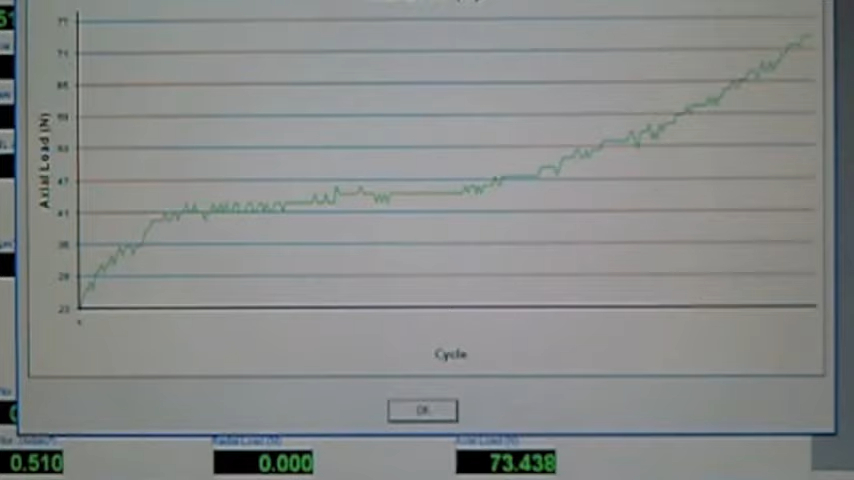 77
71
65
59
53
47
41
35
29
23
Axial Load (N)
Cycle
OK
Radial Load (N)
Axial Load (N)
0.510
0.000
73.438